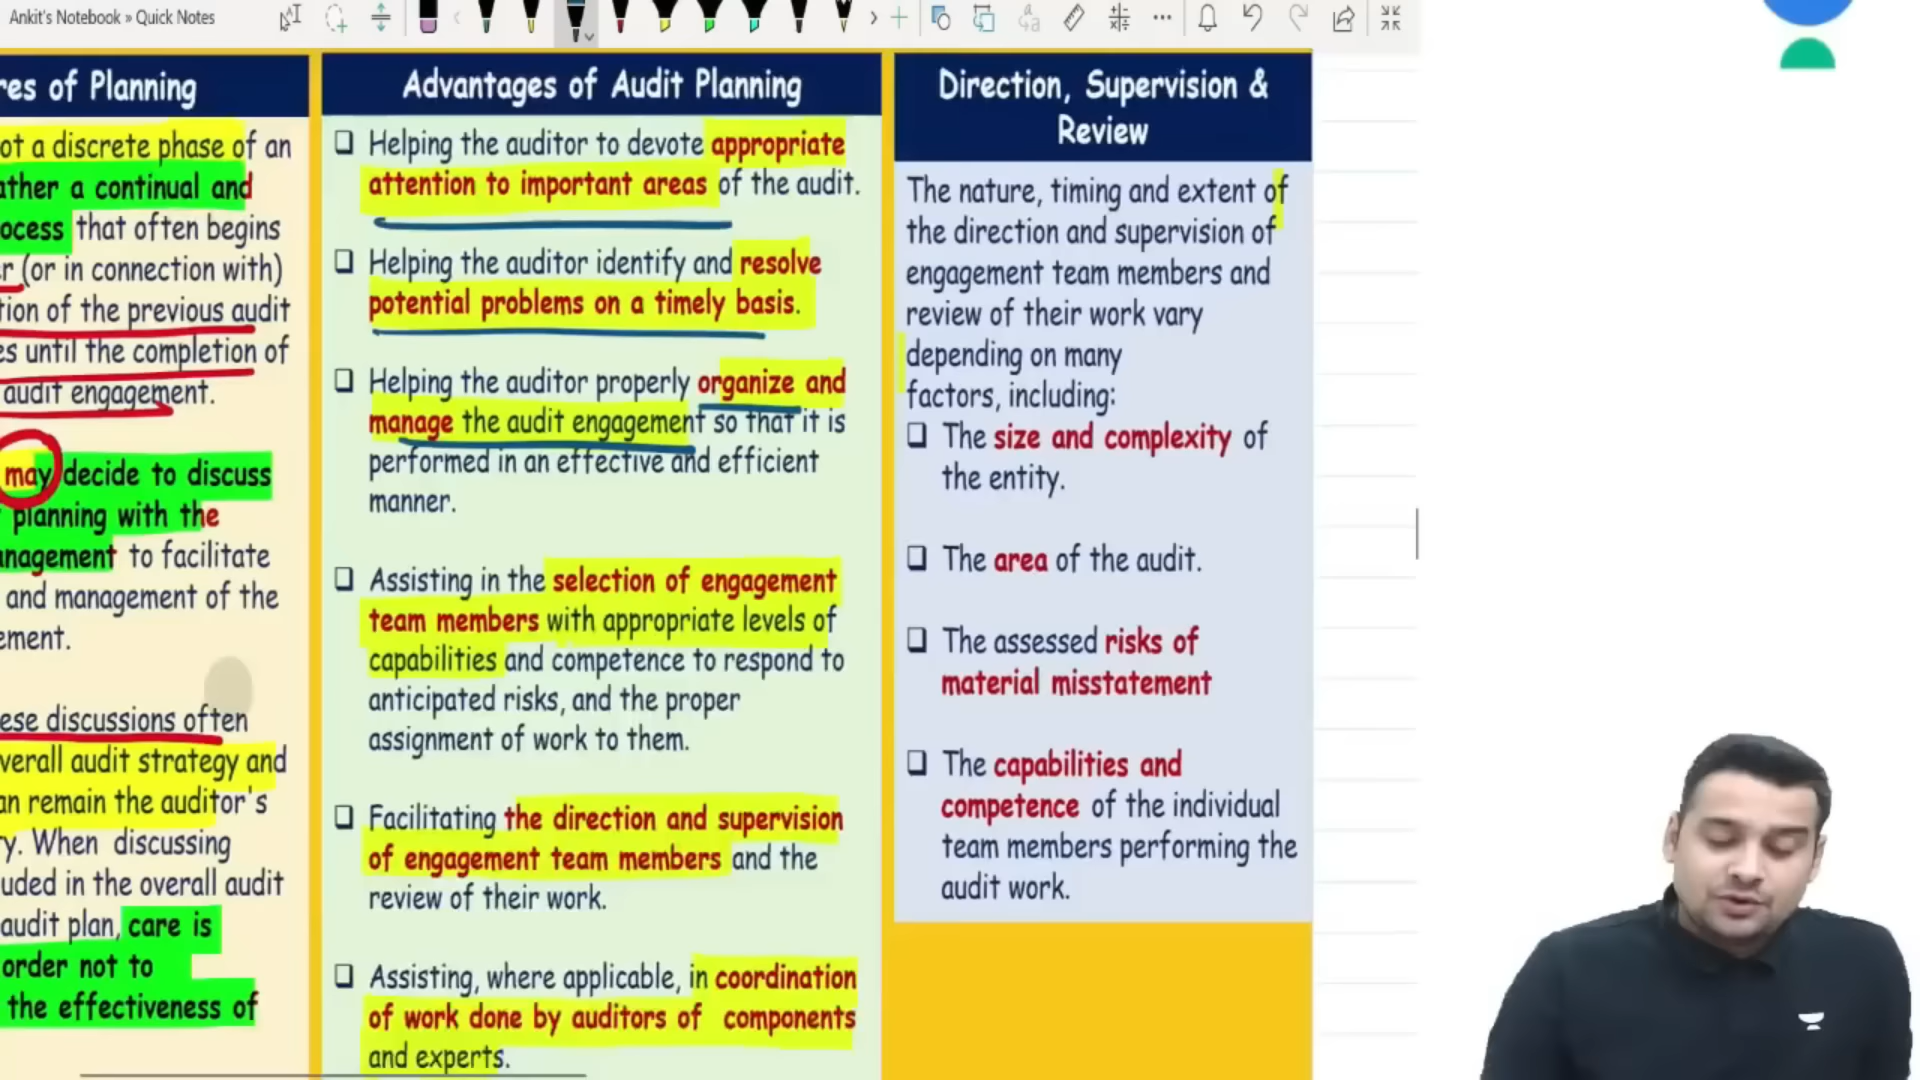 Ankit's Notebook » Quick Notes
res of Planning
ot a discrete phase of an
ather a continual and
ocess that often begins
er (or in connection with)
tion of the previous audit
es until the completion of
audit engagement.
may decide to discuss
planning with the
anagement to facilitate
and management of the
ement.
ese discussions often
verall audit strategy and
an remain the auditor's
ry. When discussing
uded in the overall audit
audit plan, care is
order not to
the effectiveness of
Advantages of Audit Planning
Helping the auditor to devote appropriate
attention to important areas of the audit.
Helping the auditor identify and resolve
potential problems on a timely basis.
Helping the auditor properly organize and
manage the audit engagement so that it is
performed in an effective and efficient
manner.
Assisting in the selection of engagement
team members with appropriate levels of
capabilities and competence to respond to
anticipated risks, and the proper
assignment of work to them.
Facilitating the direction and supervision
of engagement team members and the
review of their work.
Assisting, where applicable, in coordination
of work done by auditors of components
and experts.
Direction, Supervision &
Review
The nature, timing and extent of
the direction and supervision of
engagement team members and
review of their work vary
depending on many
factors, including:
The size and complexity of
the entity.
The area of the audit.
The assessed risks of
material misstatement
The capabilities and
competence of the individual
team members performing the
audit work.